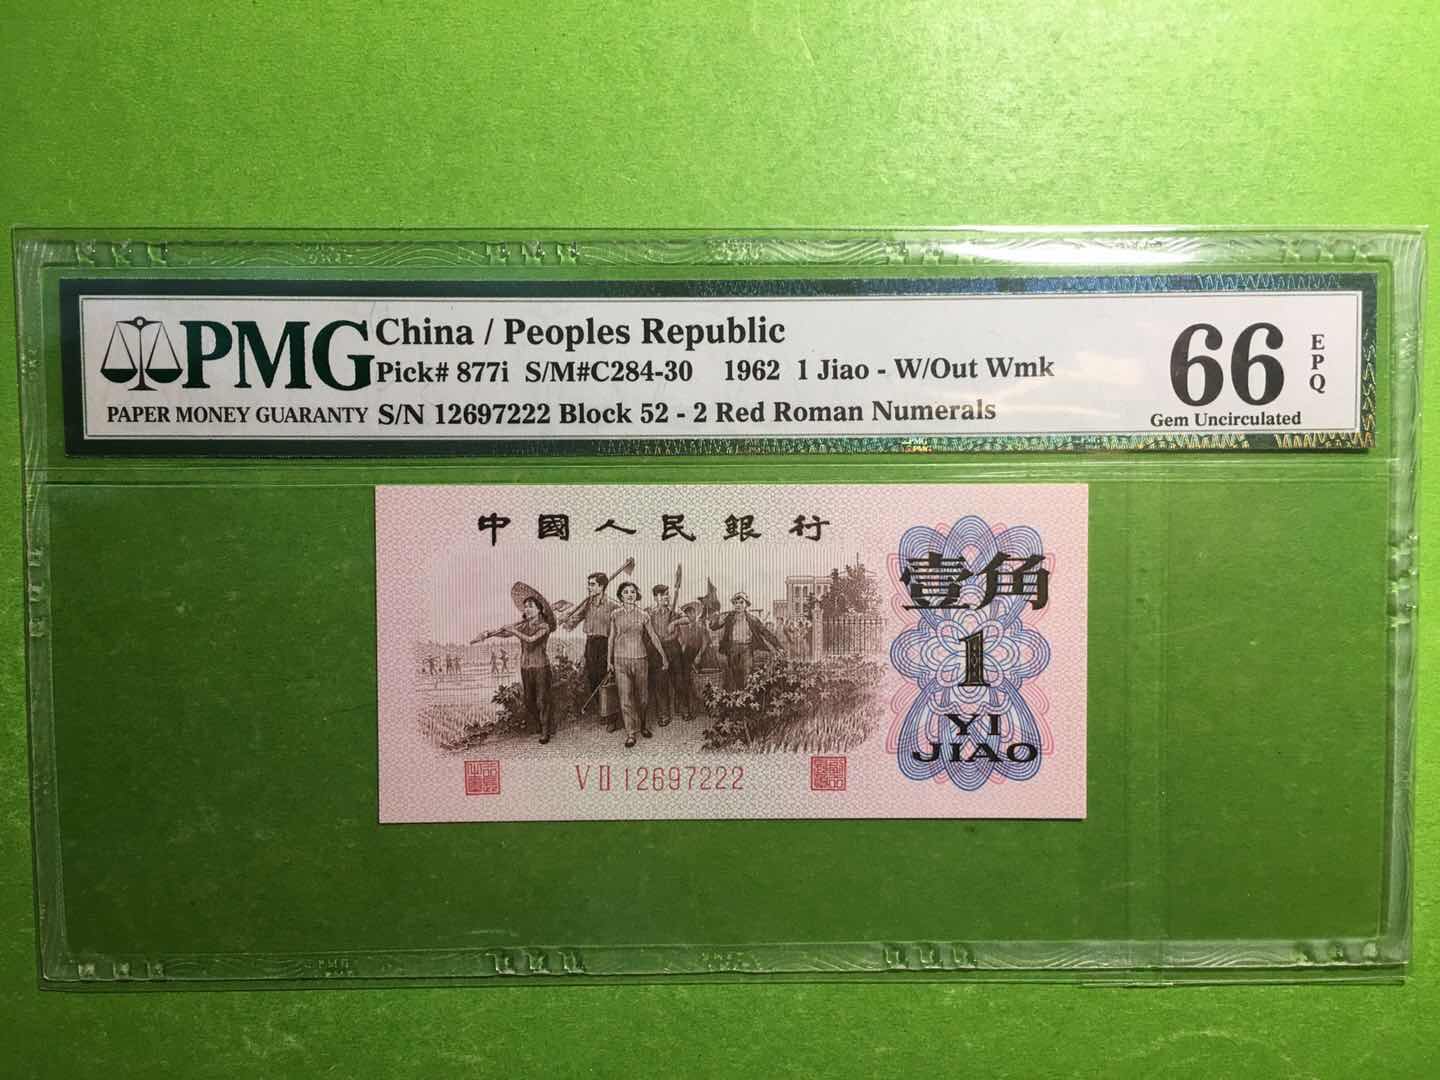 PMG
PAPER MONEY GUARANTY
China / Peoples Republic
Pick# 877i S/M#C284-30 1962 1 Jiao - W/Out Wmk
S/N 12697222 Block 52 - 2 Red Roman Numerals
66
EPQ
Gem Uncirculated
中國人民銀行
壹角
1
YI
JIAO
V II 12697222